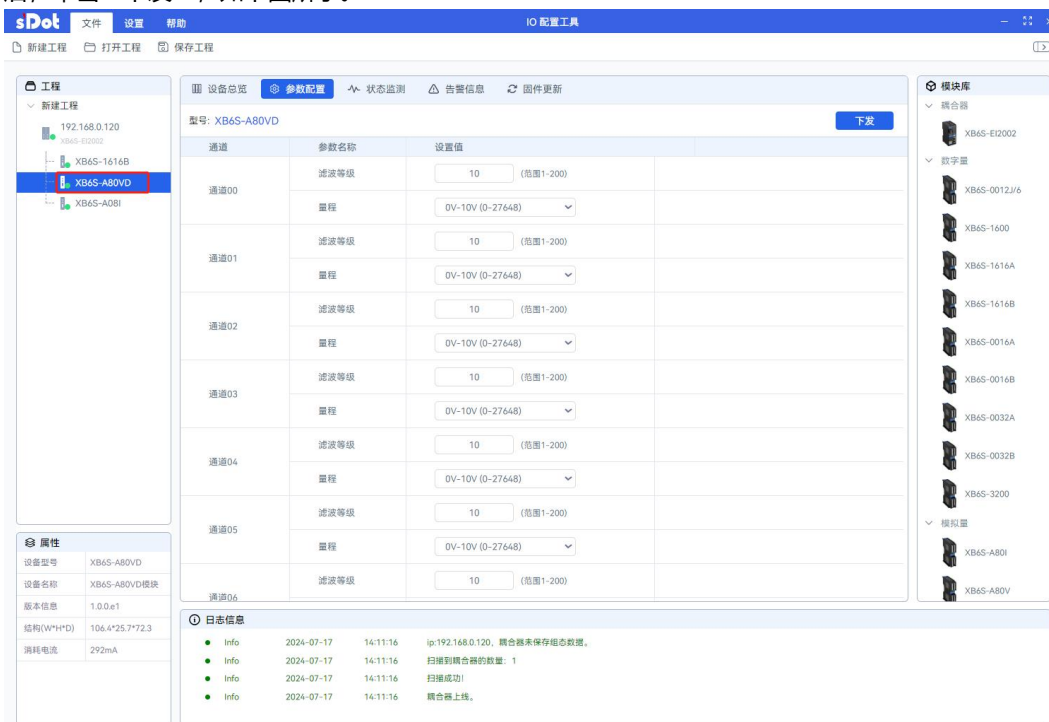 sDot 文件 设置 帮助 IO 配置工具
新建工程 打开工程 保存工程
工程
新建工程
192.168.0.120
XB6S-EI2002
XB6S-1616B
XB6S-A80VD
XB6S-A08I
设备总览 参数配置 状态监测 告警信息 固件更新
型号: XB6S-A80VD 下发
通道 参数名称 设置值
通道00
滤波等级 10 (范围1-200)
量程 0V-10V (0-27648)
通道01
滤波等级 10 (范围1-200)
量程 0V-10V (0-27648)
通道02
滤波等级 10 (范围1-200)
量程 0V-10V (0-27648)
通道03
滤波等级 10 (范围1-200)
量程 0V-10V (0-27648)
通道04
滤波等级 10 (范围1-200)
量程 0V-10V (0-27648)
通道05
滤波等级 10 (范围1-200)
量程 0V-10V (0-27648)
通道06
滤波等级 10 (范围1-200)
模块库
耦合器
XB6S-EI2002
数字量
XB6S-0012J/6
XB6S-1600
XB6S-1616A
XB6S-1616B
XB6S-0016A
XB6S-0016B
XB6S-0032A
XB6S-0032B
XB6S-3200
模拟量
XB6S-A80I
XB6S-A80V
属性
设备型号 XB6S-A80VD
设备名称 XB6S-A80VD模块
版本信息 1.0.0.e1
结构(W*H*D) 106.4*25.7*72.3
消耗电流 292mA
日志信息
Info 2024-07-17 14:11:16 ip:192.168.0.120, 耦合器未保存组态数据。
Info 2024-07-17 14:11:16 扫描到耦合器的数量: 1
Info 2024-07-17 14:11:16 扫描成功!
Info 2024-07-17 14:11:16 耦合器上线。